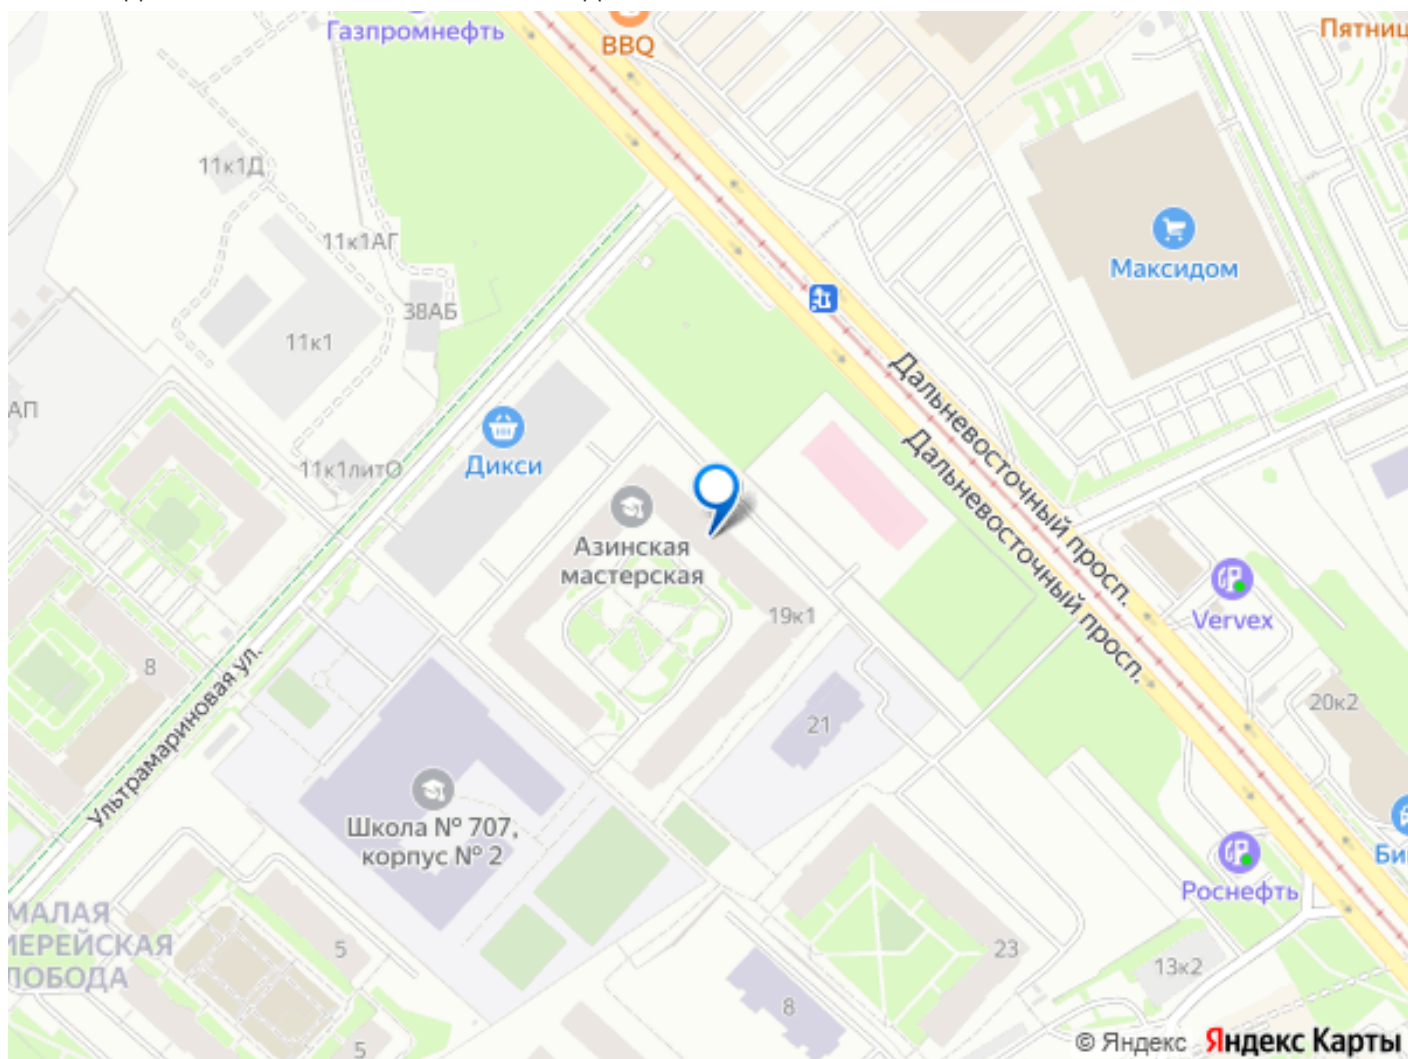 Газпромнефть
BBQ
Пятниц
11к1Д
11к1АГ
38АБ
11к1
Максидом
АП
Дикси
11к1литО
Дальневосточный просп.
Дальневосточный просп.
Азинская
мастерская
19к1
Vervex
8
Ультрамариновая ул.
21
20к2
Школа № 707,
корпус № 2
Би
Роснефть
МАЛАЯ
ИЕРЕЙСКАЯ
ЛОБОДА
5
23
13к2
8
5
© Яндекс Яндекс Карты